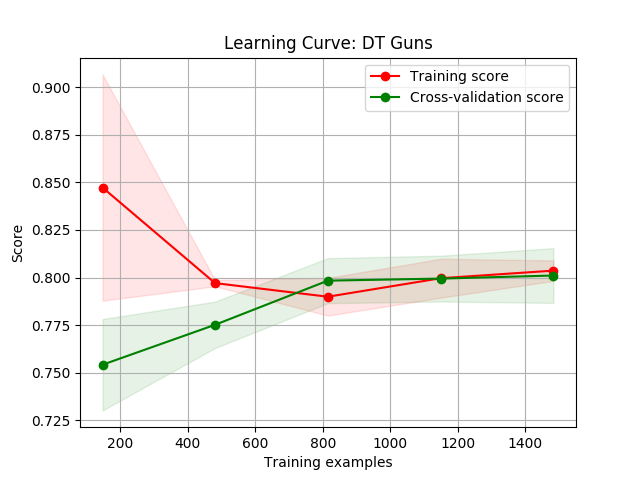 Learning Curve: DT Guns
Training score
Cross-validation score
0.900
0.875
0.850
0.825
0.800
0.775
0.750
0.725
Score
200 400 600 800 1000 1200 1400
Training examples